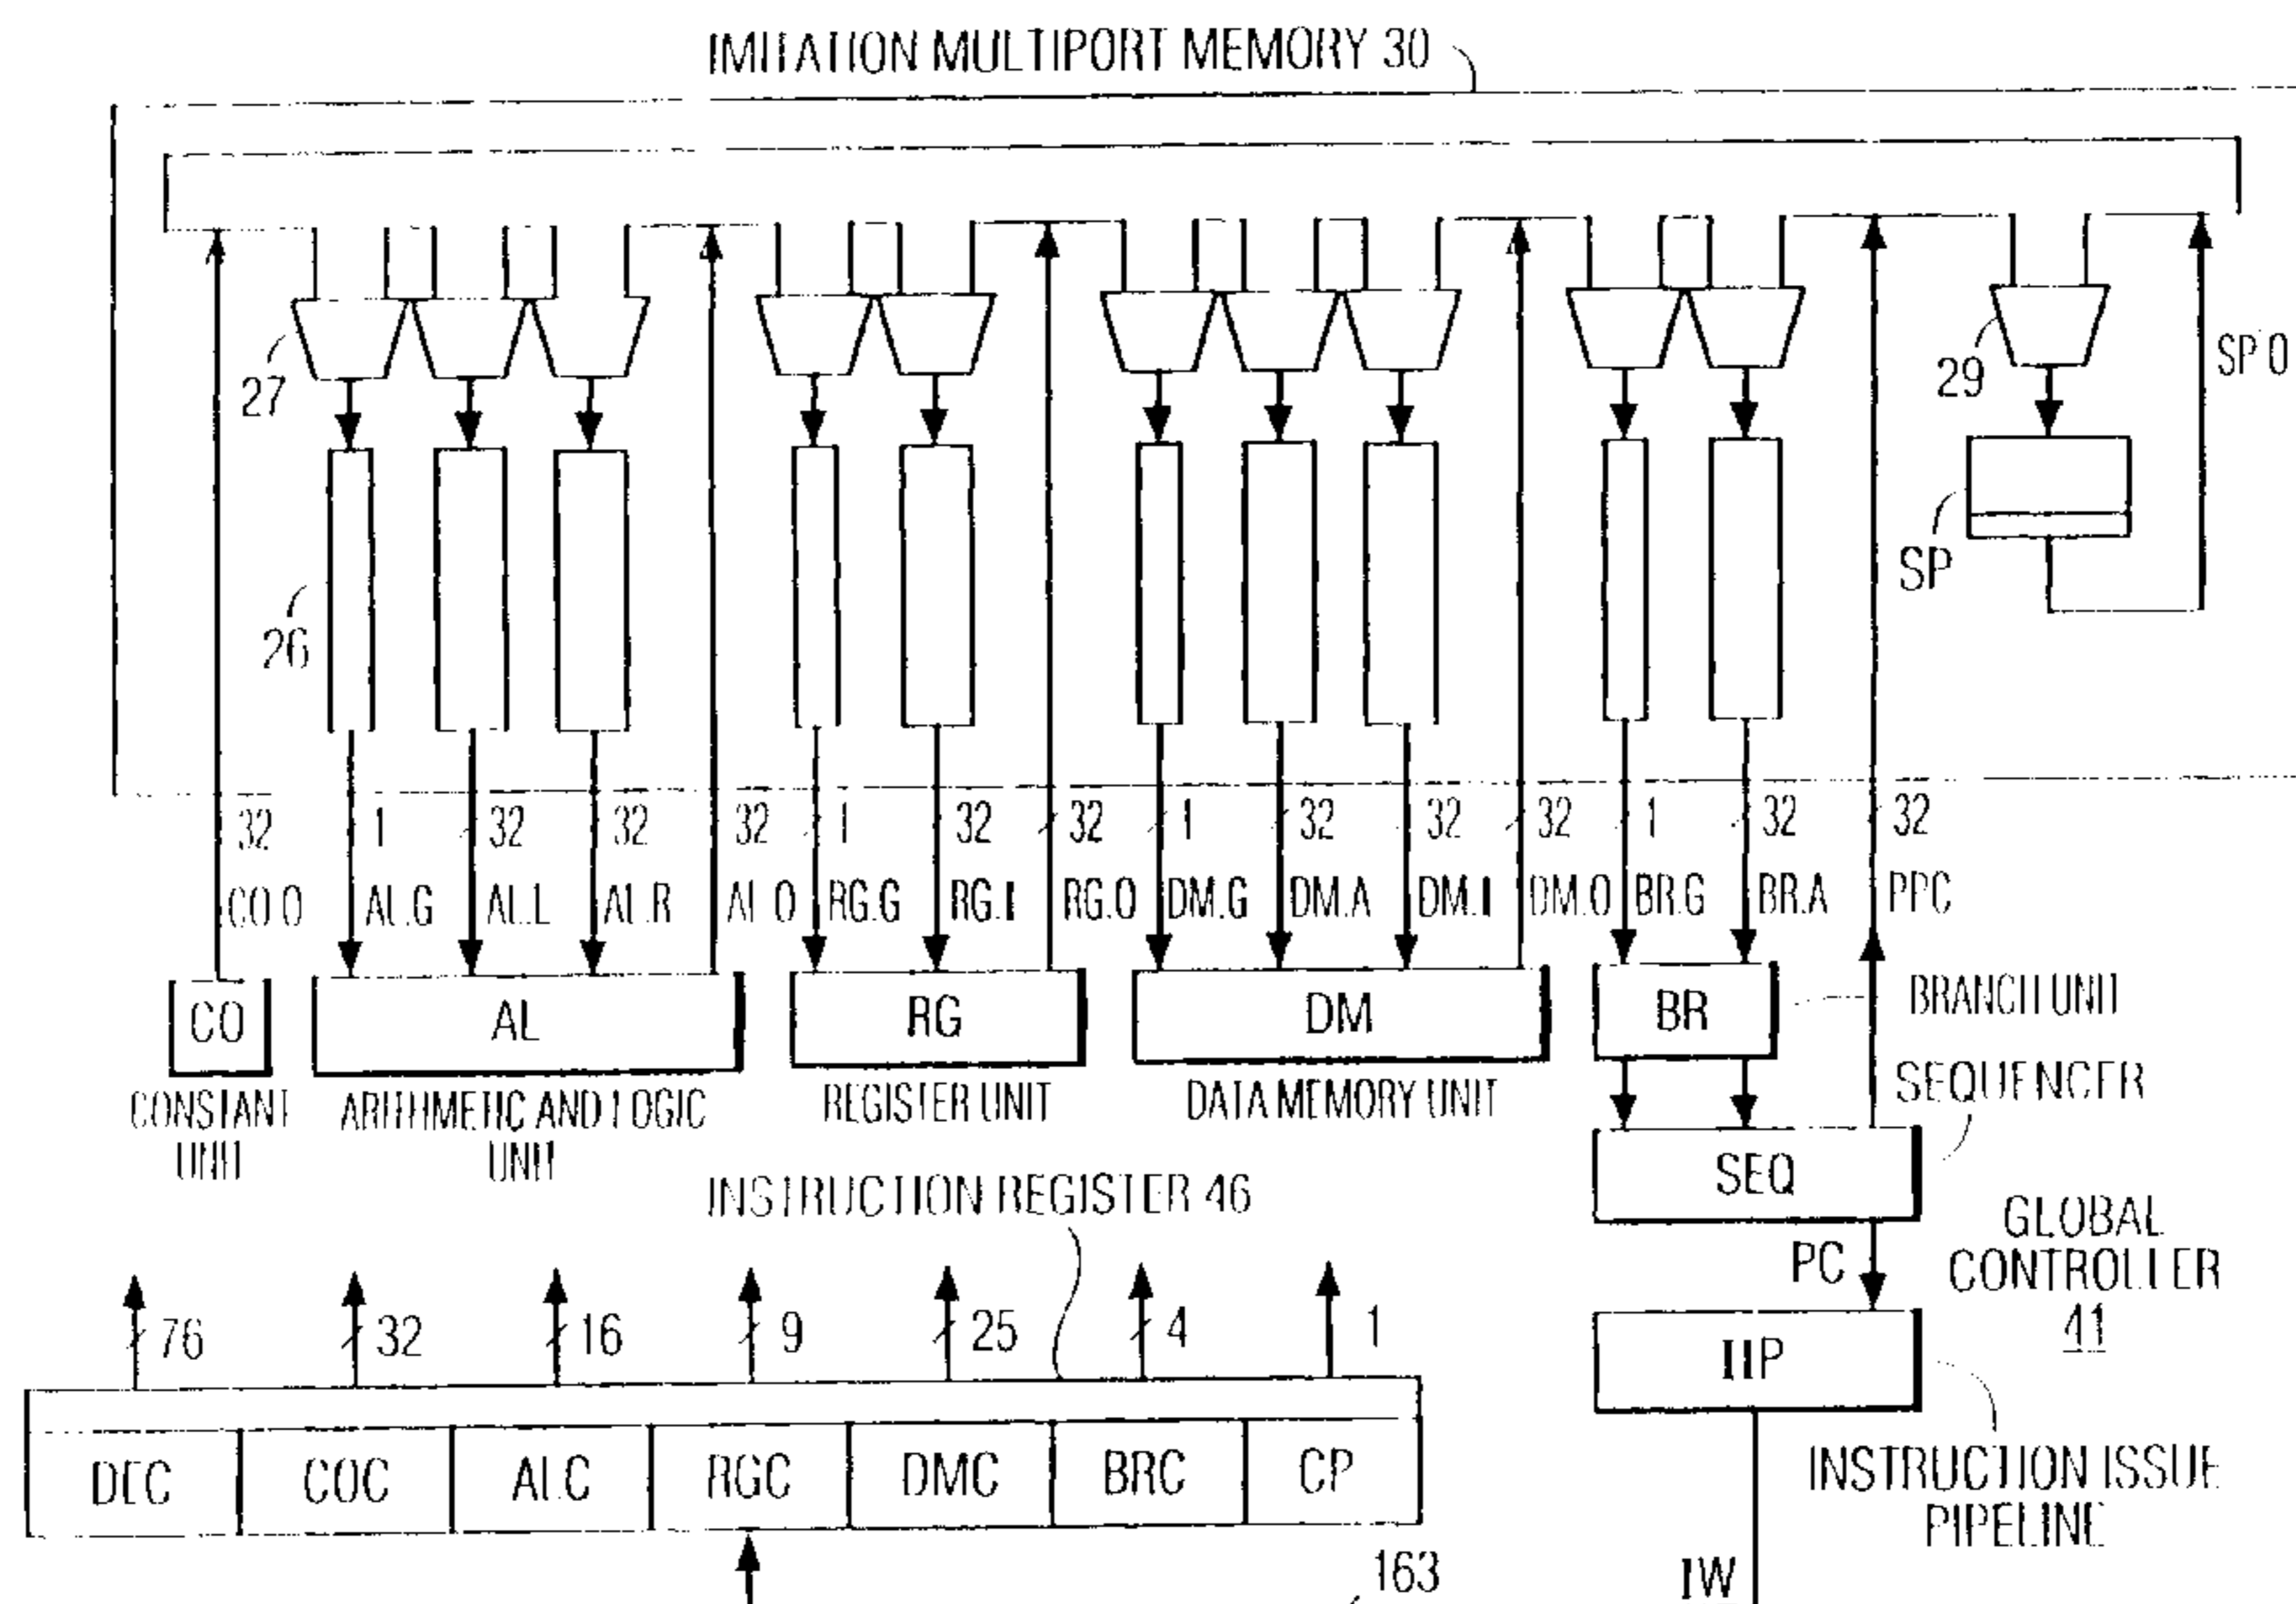 IMITATION MULTIPORT MEMORY 30
27
29
SP.O
26
SP
32 1 32 32 32 1 32 32 1 32 32 32 1 32 32
CO.O AL.G AL.L AL.R AL.O RG.G RG.I RG.O DM.G DM.A DM.I DM.O BR.G BR.A PPC
CO AL RG DM BR
BRANCH UNIT
CONSTANT UNIT
ARITHMETIC AND LOGIC UNIT
REGISTER UNIT
DATA MEMORY UNIT
SEQUENCER
SEQ
INSTRUCTION REGISTER 46
PC
GLOBAL CONTROLLER
41
76 32 16 9 25 4 1
IIP
DEC COC ALC RGC DMC BRC CP
INSTRUCTION ISSUE
PIPELINE
163
IW